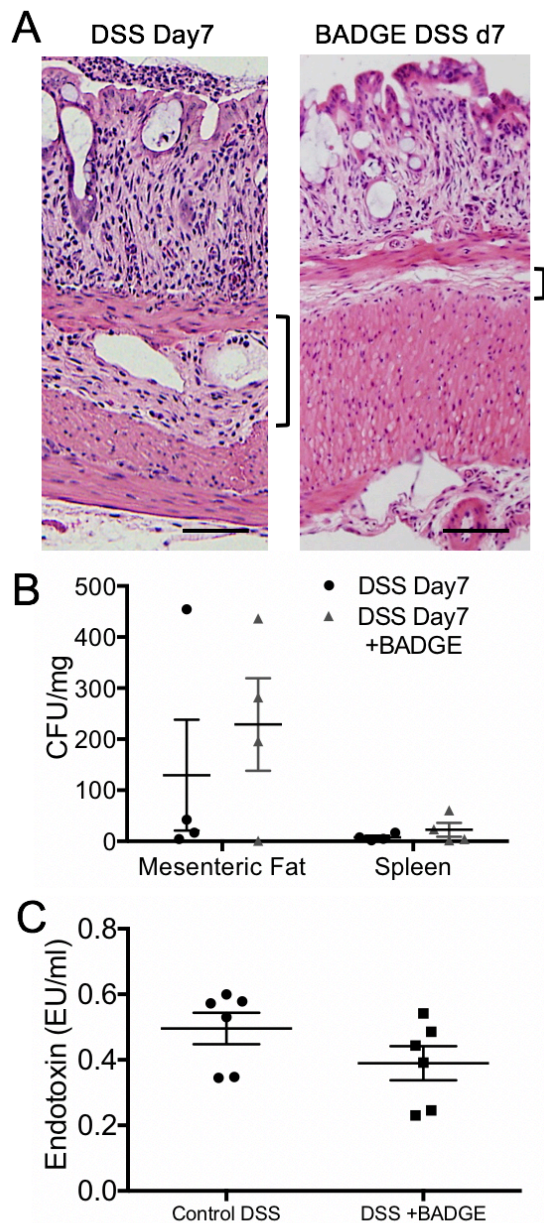 A
DSS Day7
BADGE DSS d7
B
500
400
300
200
100
0
CFU/mg
DSS Day7
DSS Day7
+BADGE
Mesenteric Fat
Spleen
C
0.8
0.6
0.4
0.2
0.0
Endotoxin (EU/ml)
Control DSS
DSS +BADGE